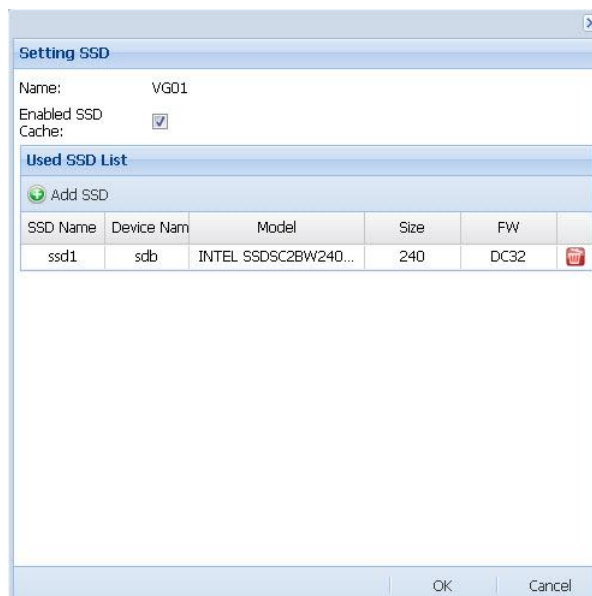 Setting SSD
Name: VG01
Enabled SSD
Cache:
Used SSD List
Add SSD
SSD Name Device Nam Model Size FW
ssd1 sdb INTEL SSDSC2BW240... 240 DC32
OK Cancel